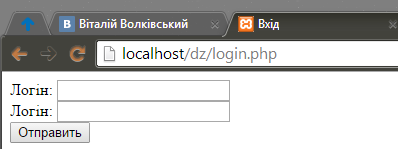 Віталій Волківський
Вхід
localhost/dz/login.php
Логін:
Логін:
Отправить